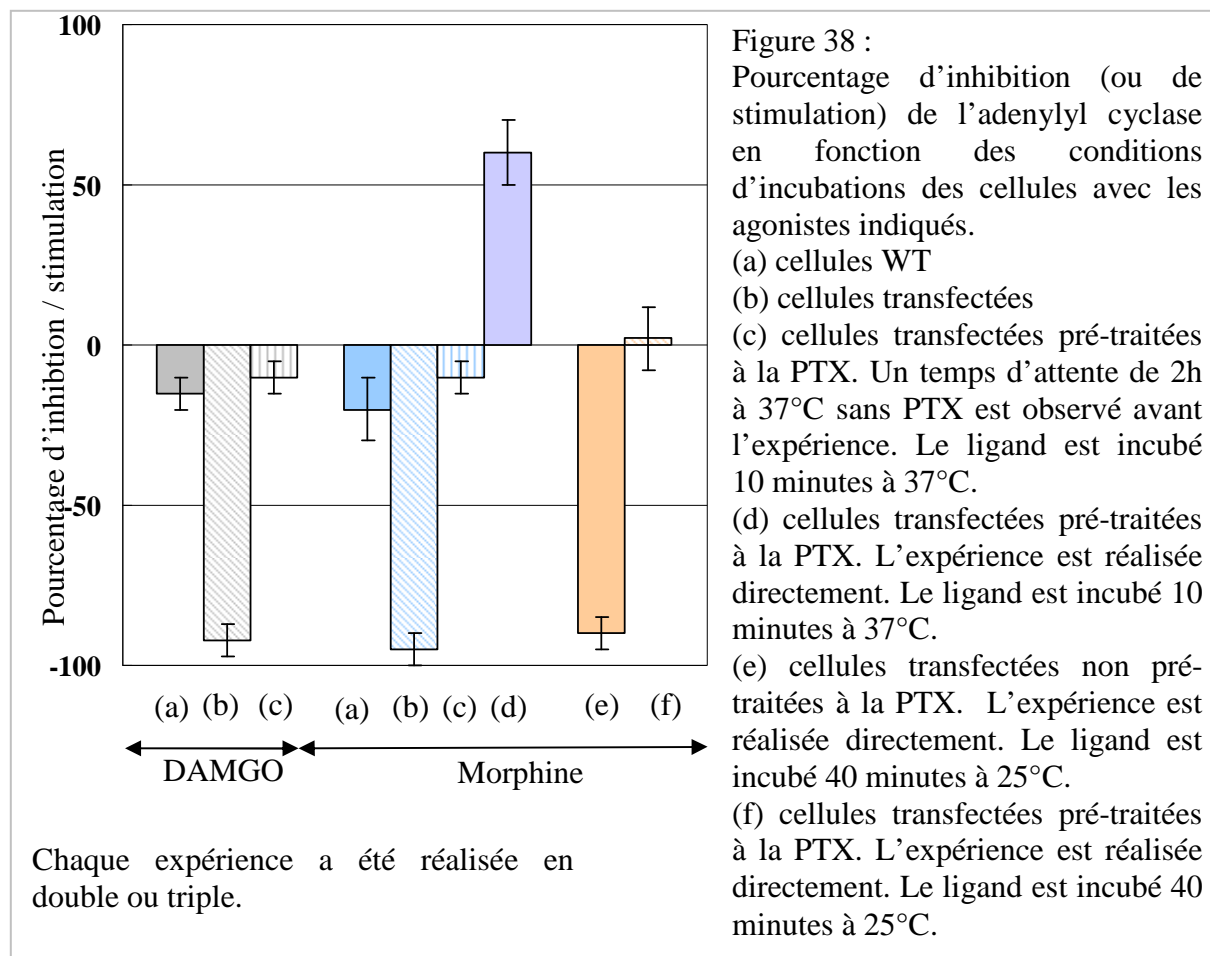 100
50
0
-50
-100
Pourcentage d'inhibtion / stimulation
(a) (b) (c) (a) (b) (c) (d) (e) (f)
DAMGO Morphine
Chaque expérience a été réalisée en
double ou triple.
Figure 38 :
Pourcentage d’inhibition (ou de
stimulation) de l’adenylyl cyclase
en fonction des conditions
d’incubations des cellules avec les
agonistes indiqués.
(a) cellules WT
(b) cellules transfectées
(c) cellules transfectées pré-traitées
à la PTX. Un temps d’attente de 2h
à 37°C sans PTX est observé avant
l’expérience. Le ligand est incubé
10 minutes à 37°C.
(d) cellules transfectées pré-traitées
à la PTX. L’expérience est réalisée
directement. Le ligand est incubé 10
minutes à 37°C.
(e) cellules transfectées non pré-
traitées à la PTX. L’expérience est
réalisée directement. Le ligand est
incubé 40 minutes à 25°C.
(f) cellules transfectées pré-traitées
à la PTX. L’expérience est réalisée
directement. Le ligand est incubé 40
minutes à 25°C.